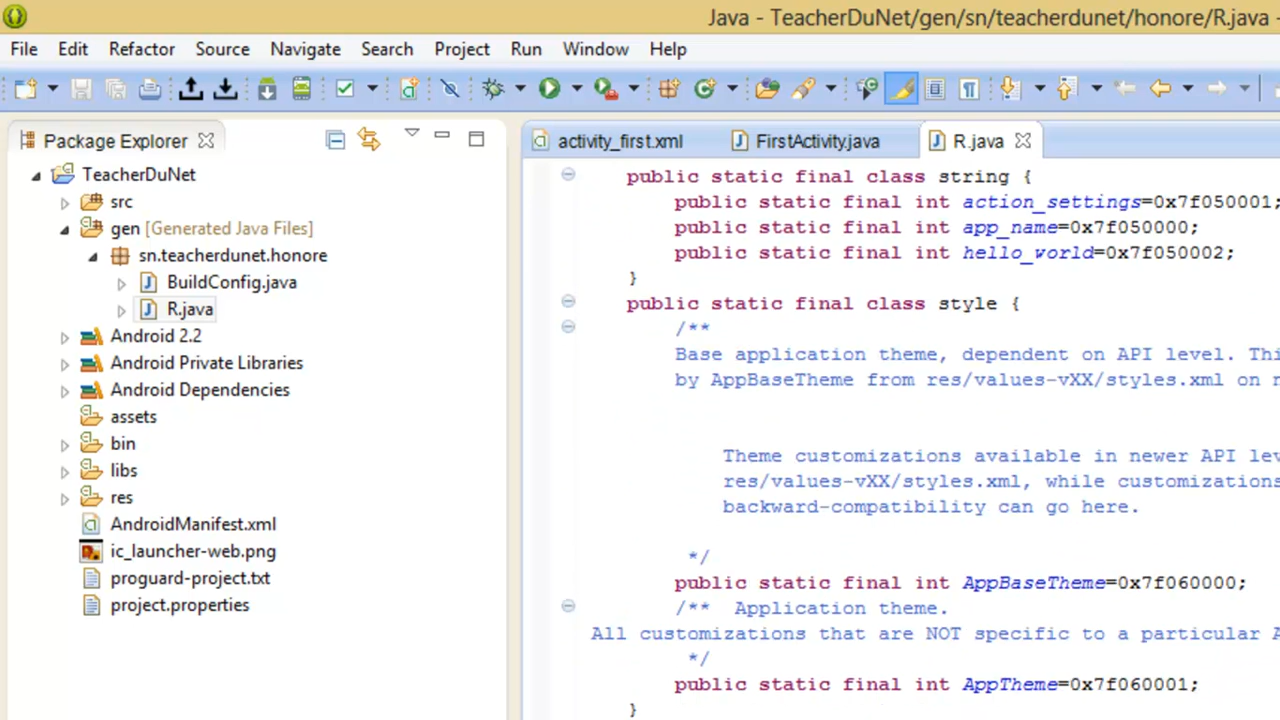 Java - TeacherDuNet/gen/sn/teacherdunet/honore/R.java -
File Edit Refactor Source Navigate Search Project Run Window Help
Package Explorer
TeacherDuNet
src
gen [Generated Java Files]
sn.teacherdunet.honore
BuildConfig.java
R.java
Android 2.2
Android Private Libraries
Android Dependencies
assets
bin
libs
res
AndroidManifest.xml
ic_launcher-web.png
proguard-project.txt
project.properties
activity_first.xml FirstActivity.java R.java
public static final class string {
public static final int action_settings=0x7f050001;
public static final int app_name=0x7f050000;
public static final int hello_world=0x7f050002;
}
public static final class style {
/**
Base application theme, dependent on API level. Thi
by AppBaseTheme from res/values-vXX/styles.xml on n
Theme customizations available in newer API lev
res/values-vXX/styles.xml, while customizations
backward-compatibility can go here.
*/
public static final int AppBaseTheme=0x7f060000;
/** Application theme.
All customizations that are NOT specific to a particular A
*/
public static final int AppTheme=0x7f060001;
}